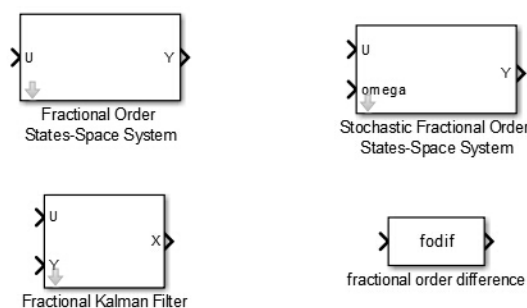 U
Y
Fractional Order
States-Space System
U
omega
Y
Stochastic Fractional Order
States-Space System
U
Y
X
Fractional Kalman Filter
fodif
fractional order difference